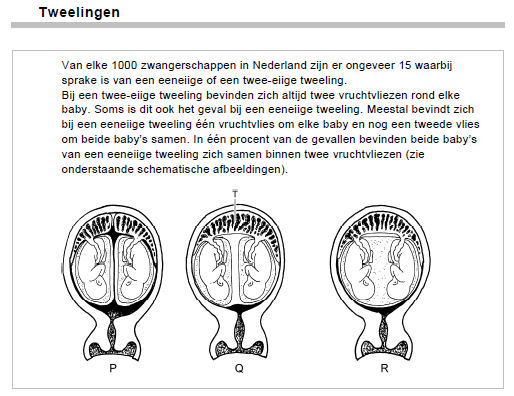 Tweelingen
Van elke 1000 zwangerschappen in Nederland zijn er ongeveer 15 waarbij
sprake is van een eeneiige of een twee-eiige tweeling.
Bij een twee-eiige tweeling bevinden zich altijd twee vruchtvliezen rond elke
baby. Soms is dit ook het geval bij een eeneiige tweeling. Meestal bevindt zich
bij een eeneiige tweeling één vruchtvlies om elke baby en nog een tweede vlies
om beide baby's samen. In één procent van de gevallen bevinden beide baby's
van een eeneiige tweeling zich samen binnen twee vruchtvliezen (zie
onderstaande schematische afbeeldingen).
T
P Q R